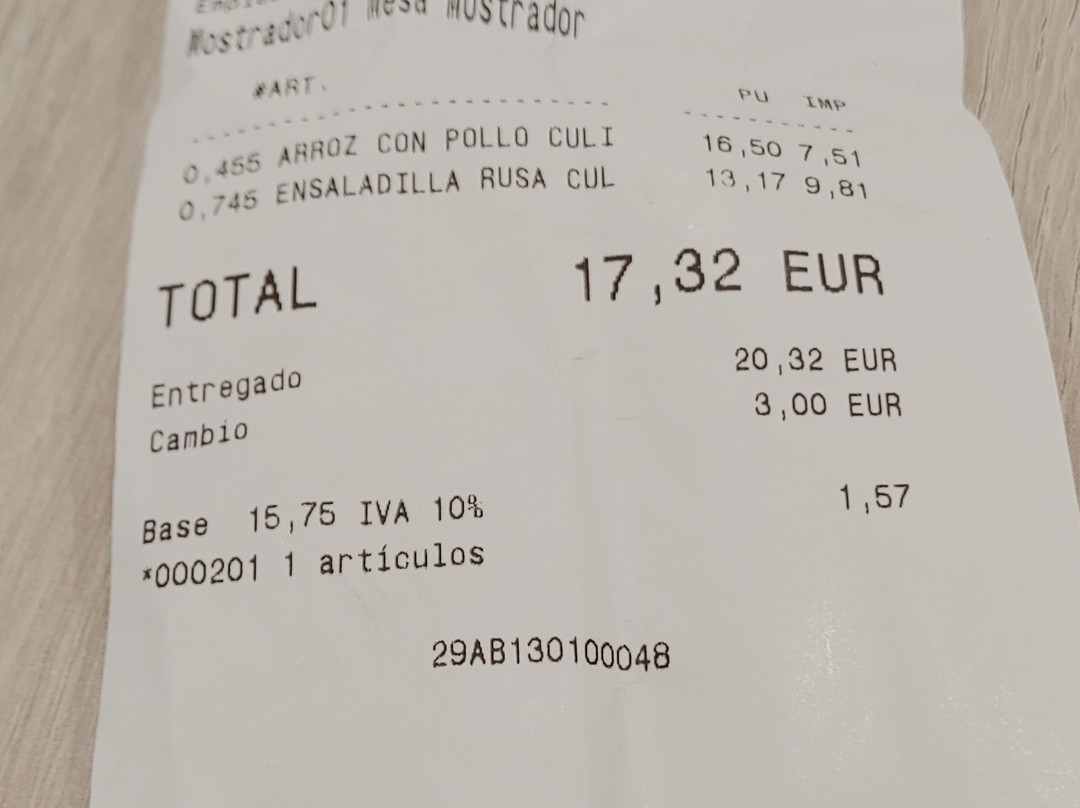 Mostrador01 Mesa Mostrador
#ART. PU IMP
0,455 ARROZ CON POLLO CULI 16,50 7,51
0,745 ENSALADILLA RUSA CUL 13,17 9,81
TOTAL 17,32 EUR
Entregado 20,32 EUR
Cambio 3,00 EUR
Base 15,75 IVA 10% 1,57
*000201 1 artículos
29AB130100048